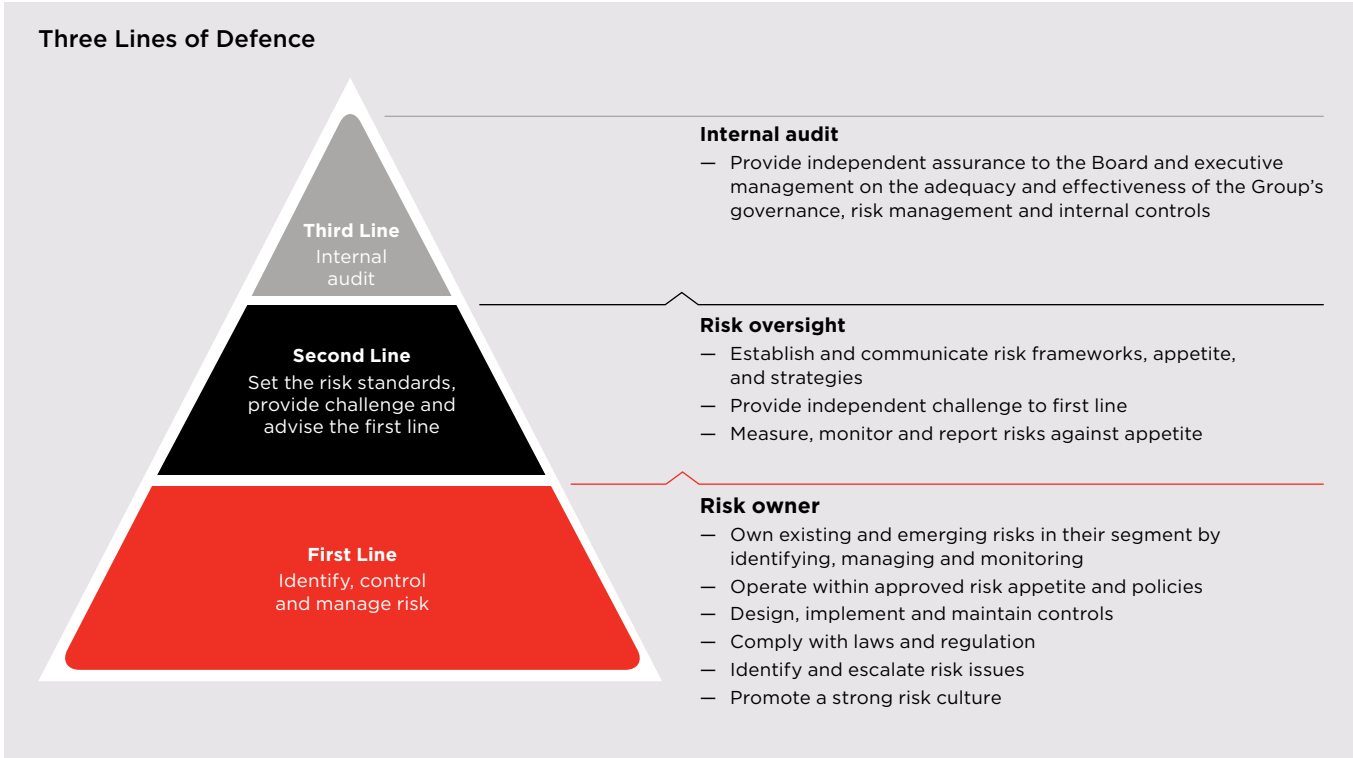 Three Lines of Defence
Third Line
Internal
audit
Internal audit
— Provide independent assurance to the Board and executive
management on the adequacy and effectiveness of the Group’s
governance, risk management and internal controls
Second Line
Set the risk standards,
provide challenge and
advise the first line
Risk oversight
— Establish and communicate risk frameworks, appetite,
and strategies
— Provide independent challenge to first line
— Measure, monitor and report risks against appetite
First Line
Identify, control
and manage risk
Risk owner
— Own existing and emerging risks in their segment by
identifying, managing and monitoring
— Operate within approved risk appetite and policies
— Design, implement and maintain controls
— Comply with laws and regulation
— Identify and escalate risk issues
— Promote a strong risk culture